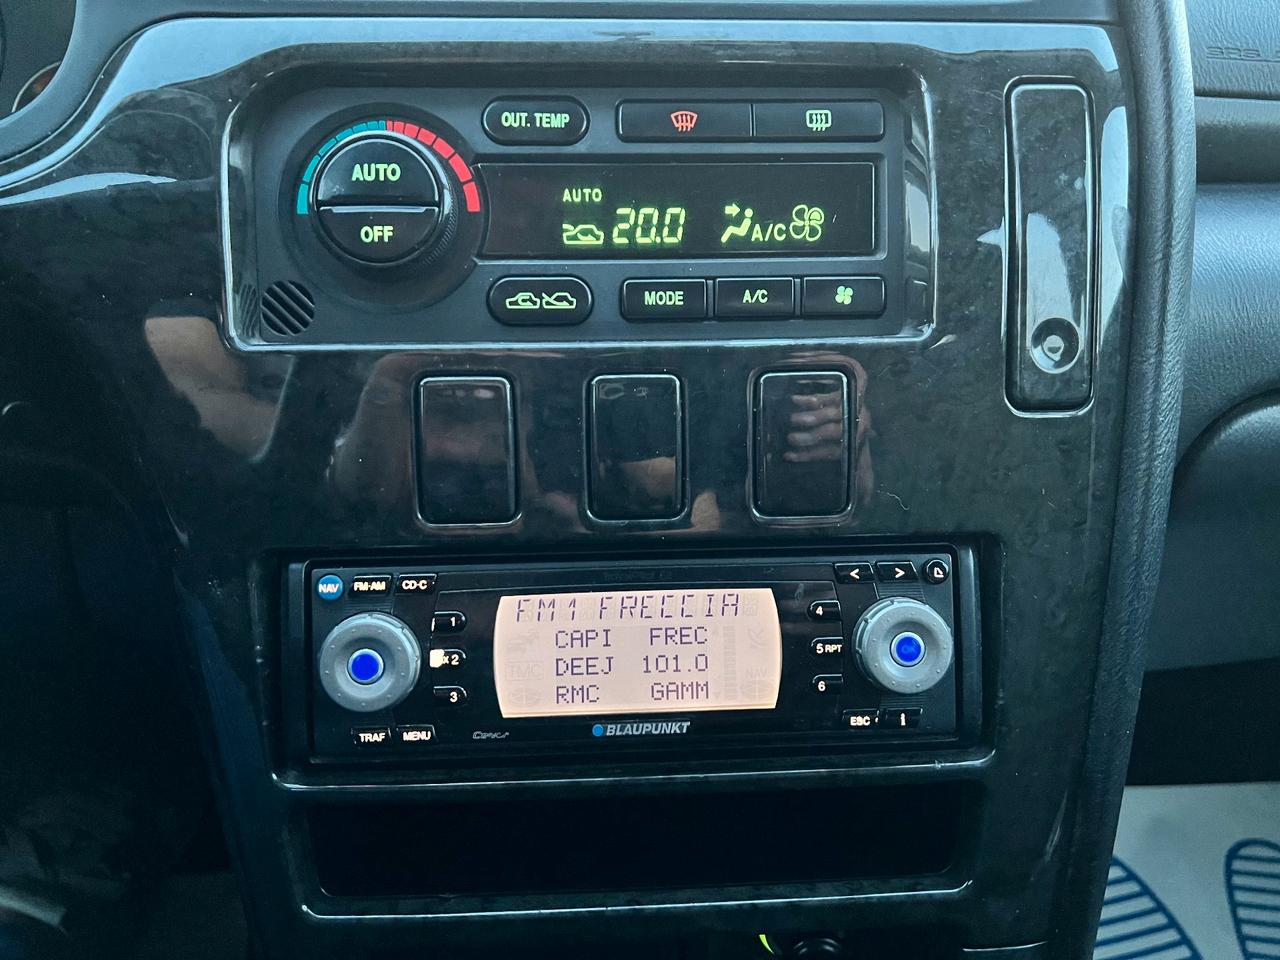 OUT. TEMP
AUTO
OFF
AUTO
20.0
A/C
MODE
A/C
NAV
FM·AM
CD-C
<
>
1
2
3
4
5 RPT
6
FM1 FRECCIA
CAPI FREC
DEEJ 101.0
RMC GAMM
TMC
NAV
TRAF
MENU
BLAUPUNKT
ESC
i
OK